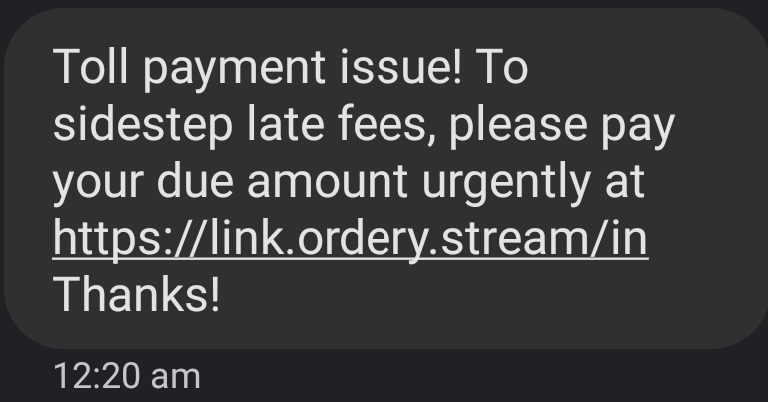 Toll payment issue! To
sidestep late fees, please pay
your due amount urgently at
https://link.ordery.stream/in
Thanks!
12:20 am